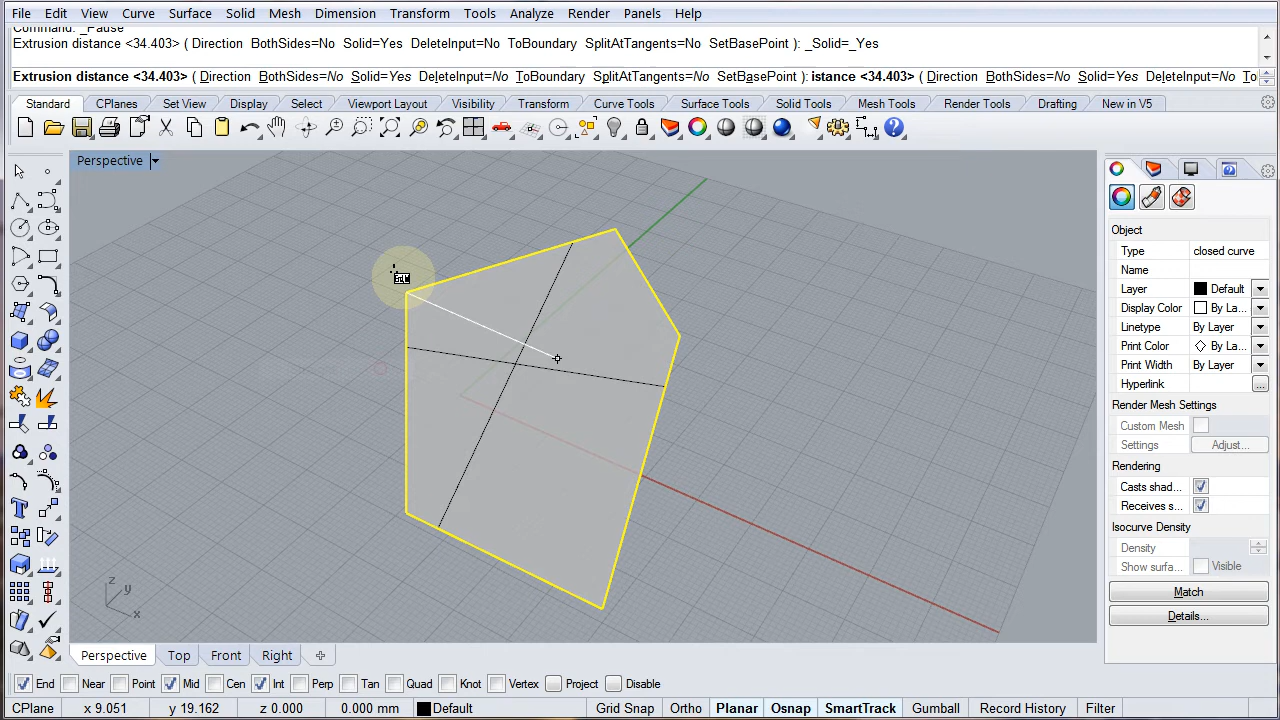 File Edit View Curve Surface Solid Mesh Dimension Transform Tools Analyze Render Panels Help
Command: _Pause
Extrusion distance <34.403> ( Direction BothSides=No Solid=Yes DeleteInput=No ToBoundary SplitAtTangents=No SetBasePoint ): _Solid=_Yes
Extrusion distance <34.403> ( Direction BothSides=No Solid=Yes DeleteInput=No ToBoundary SplitAtTangents=No SetBasePoint ): istance <34.403> ( Direction BothSides=No Solid=Yes DeleteInput=No To
Standard CPlanes Set View Display Select Viewport Layout Visibility Transform Curve Tools Surface Tools Solid Tools Mesh Tools Render Tools Drafting New in V5
Perspective
Object
Type closed curve
Name
Layer Default
Display Color By La...
Linetype By Layer
Print Color By La...
Print Width By Layer
Hyperlink ...
Render Mesh Settings
Custom Mesh
Settings Adjust...
Rendering
Casts shad...
Receives s...
Isocurve Density
Density
Show surfa... Visible
Match
Details...
End
z
y
x
Perspective Top Front Right
End Near Point Mid Cen Int Perp Tan Quad Knot Vertex Project Disable
CPlane x 9.051 y 19.162 z 0.000 0.000 mm Default Grid Snap Ortho Planar Osnap SmartTrack Gumball Record History Filter